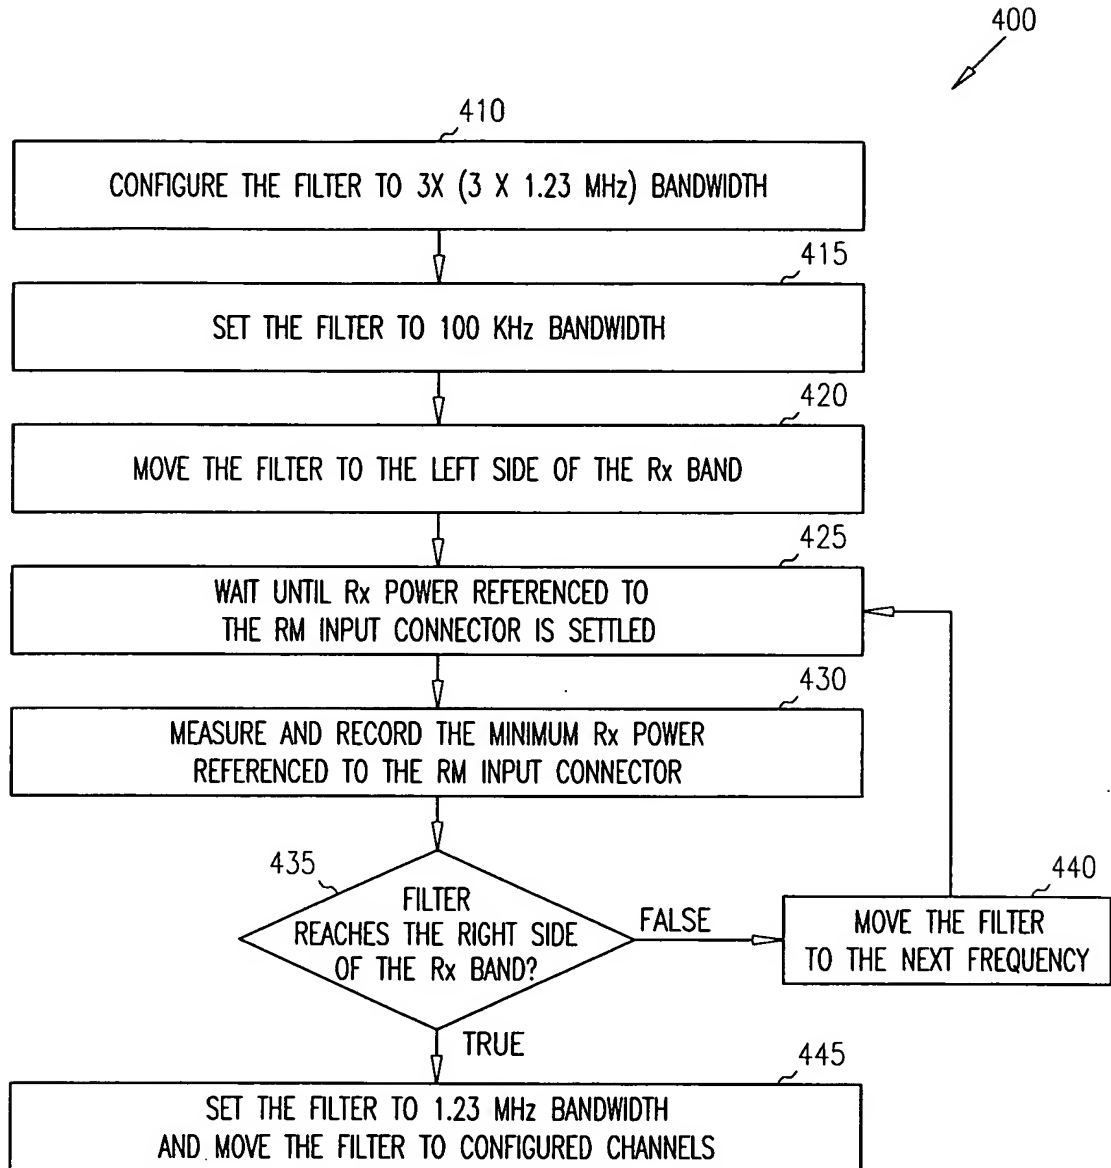 400
410
CONFIGURE THE FILTER TO 3X (3 X 1.23 MHz) BANDWIDTH
415
SET THE FILTER TO 100 KHz BANDWIDTH
420
MOVE THE FILTER TO THE LEFT SIDE OF THE Rx BAND
425
WAIT UNTIL Rx POWER REFERENCED TO
THE RM INPUT CONNECTOR IS SETTLED
430
MEASURE AND RECORD THE MINIMUM Rx POWER
REFERENCED TO THE RM INPUT CONNECTOR
435
FILTER
REACHES THE RIGHT SIDE
OF THE Rx BAND?
FALSE
440
MOVE THE FILTER
TO THE NEXT FREQUENCY
TRUE
445
SET THE FILTER TO 1.23 MHz BANDWIDTH
AND MOVE THE FILTER TO CONFIGURED CHANNELS